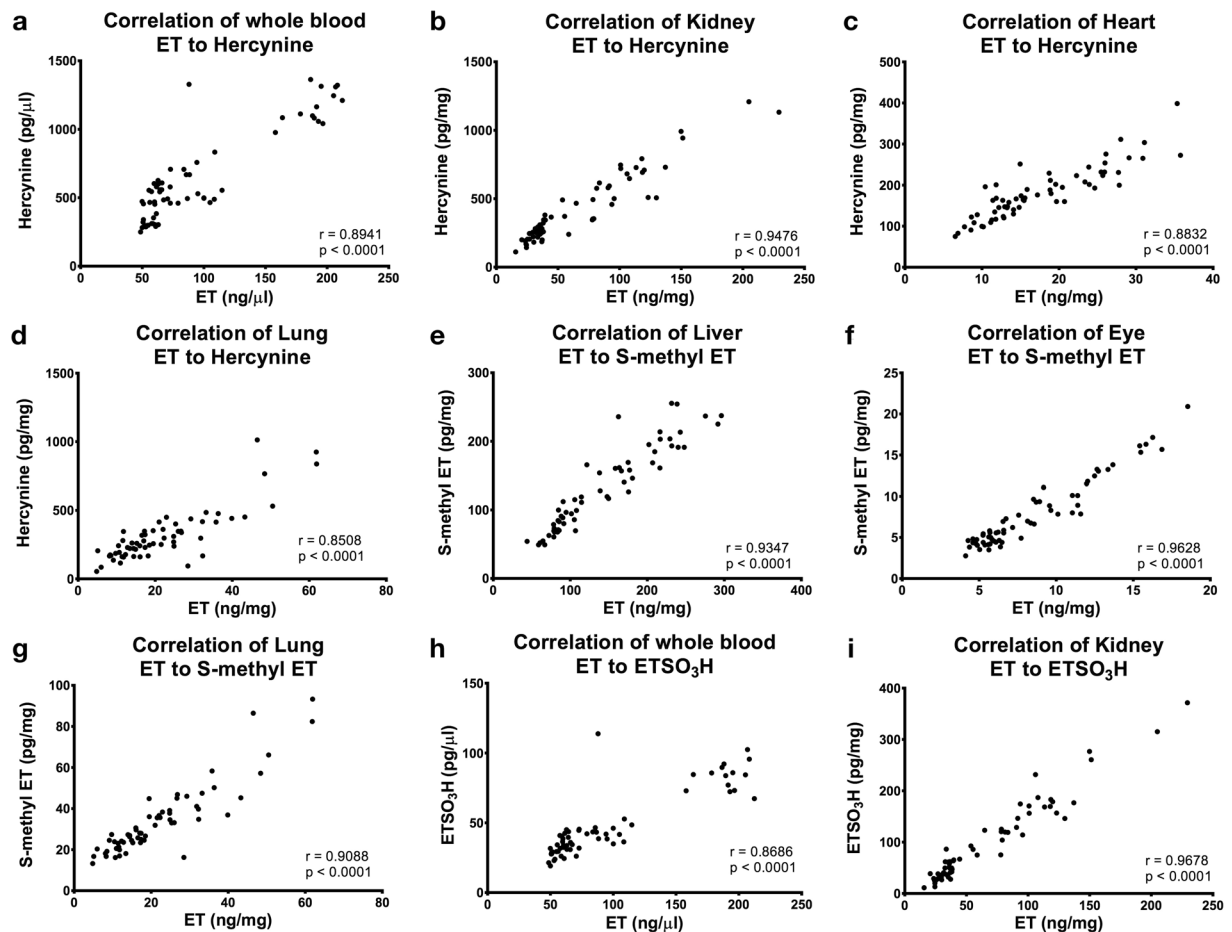 a
Correlation of whole blood
ET to Hercynine
Hercynine (pg/μl)
1500
1000
500
0
0 50 100 150 200 250
ET (ng/μl)
r = 0.8941
p < 0.0001
b
Correlation of Kidney
ET to Hercynine
Hercynine (pg/mg)
1500
1000
500
0
0 50 100 150 200 250
ET (ng/mg)
r = 0.9476
p < 0.0001
c
Correlation of Heart
ET to Hercynine
Hercynine (pg/mg)
500
400
300
200
100
0
0 10 20 30 40
ET (ng/mg)
r = 0.8832
p < 0.0001
d
Correlation of Lung
ET to Hercynine
Hercynine (pg/mg)
1500
1000
500
0
0 20 40 60 80
ET (ng/mg)
r = 0.8508
p < 0.0001
e
Correlation of Liver
ET to S-methyl ET
S-methyl ET (pg/mg)
300
200
100
0
0 100 200 300 400
ET (ng/mg)
r = 0.9347
p < 0.0001
f
Correlation of Eye
ET to S-methyl ET
S-methyl ET (pg/mg)
25
20
15
10
5
0
0 5 10 15 20
ET (ng/mg)
r = 0.9628
p < 0.0001
g
Correlation of Lung
ET to S-methyl ET
S-methyl ET (pg/mg)
100
80
60
40
20
0
0 20 40 60 80
ET (ng/mg)
r = 0.9088
p < 0.0001
h
Correlation of whole blood
ET to ETSO₃H
ETSO₃H (pg/μl)
150
100
50
0
0 50 100 150 200 250
ET (ng/μl)
r = 0.8686
p < 0.0001
i
Correlation of Kidney
ET to ETSO₃H
ETSO₃H (pg/mg)
400
300
200
100
0
0 50 100 150 200 250
ET (ng/mg)
r = 0.9678
p < 0.0001